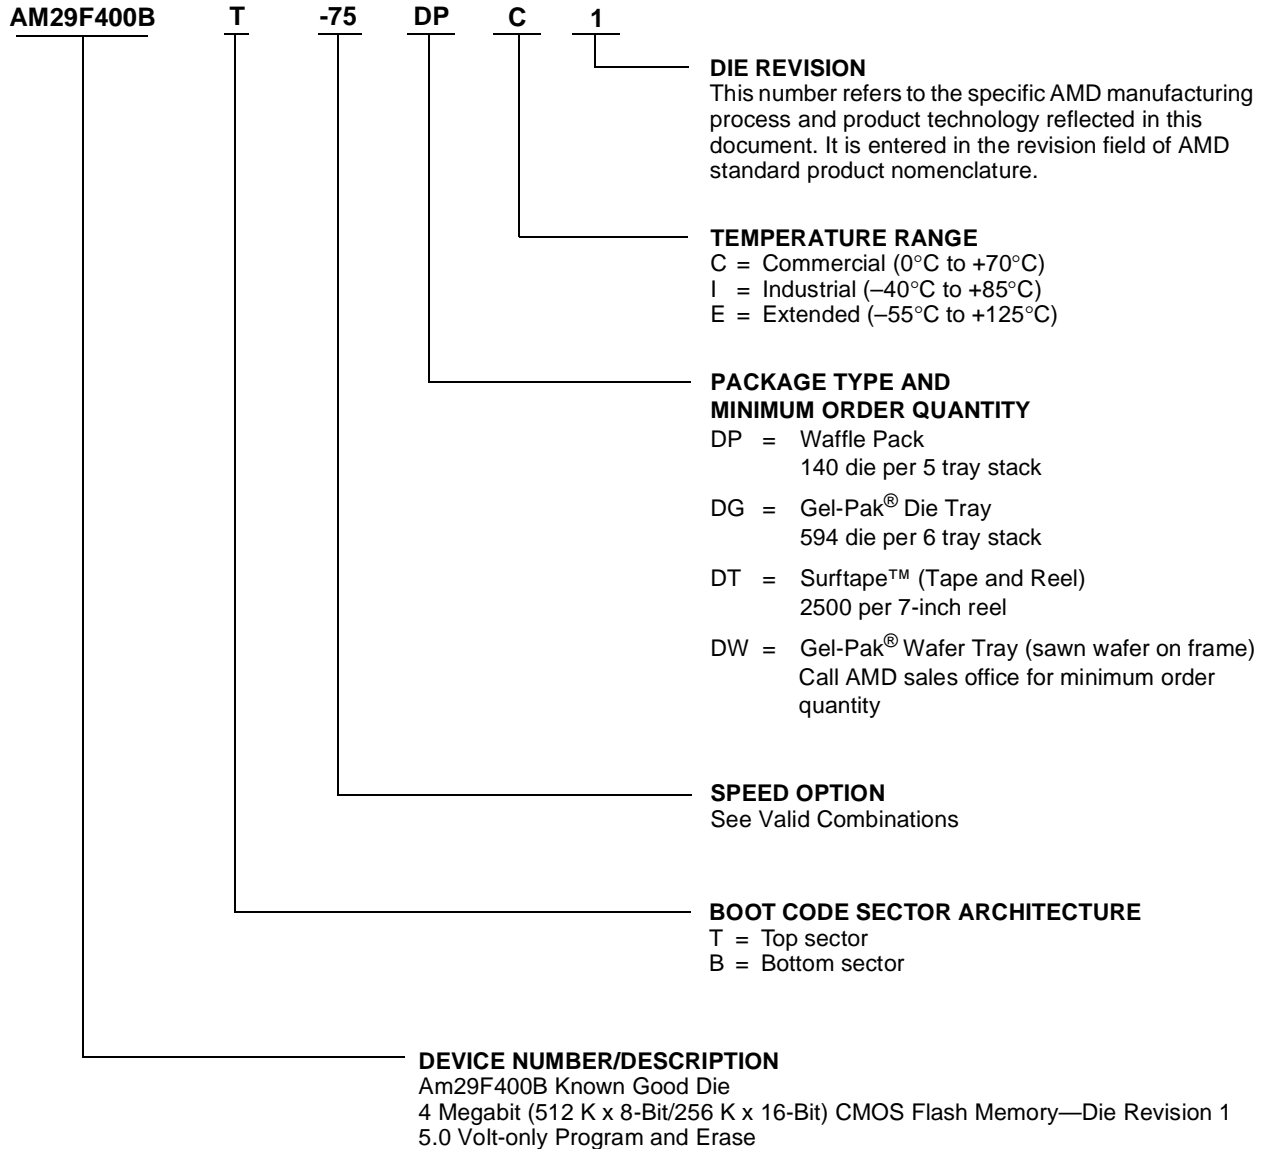 AM29F400B T -75 DP C 1
DIE REVISION
This number refers to the specific AMD manufacturing
process and product technology reflected in this
document. It is entered in the revision field of AMD
standard product nomenclature.
TEMPERATURE RANGE
C = Commercial (0°C to +70°C)
I = Industrial (–40°C to +85°C)
E = Extended (–55°C to +125°C)
PACKAGE TYPE AND
MINIMUM ORDER QUANTITY
DP = Waffle Pack
140 die per 5 tray stack
DG = Gel-Pak® Die Tray
594 die per 6 tray stack
DT = Surftape™ (Tape and Reel)
2500 per 7-inch reel
DW = Gel-Pak® Wafer Tray (sawn wafer on frame)
Call AMD sales office for minimum order
quantity
SPEED OPTION
See Valid Combinations
BOOT CODE SECTOR ARCHITECTURE
T = Top sector
B = Bottom sector
DEVICE NUMBER/DESCRIPTION
Am29F400B Known Good Die
4 Megabit (512 K x 8-Bit/256 K x 16-Bit) CMOS Flash Memory—Die Revision 1
5.0 Volt-only Program and Erase